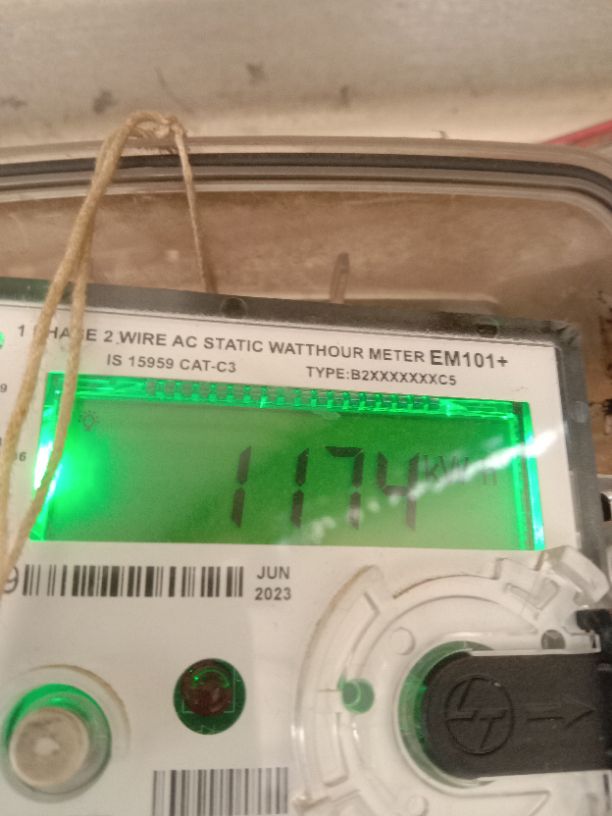 1 PHASE 2 WIRE AC STATIC WATTHOUR METER EM101+
IS 15959 CAT-C3 TYPE:B2XXXXXXXC5
1174 kWh
JUN
2023
LT